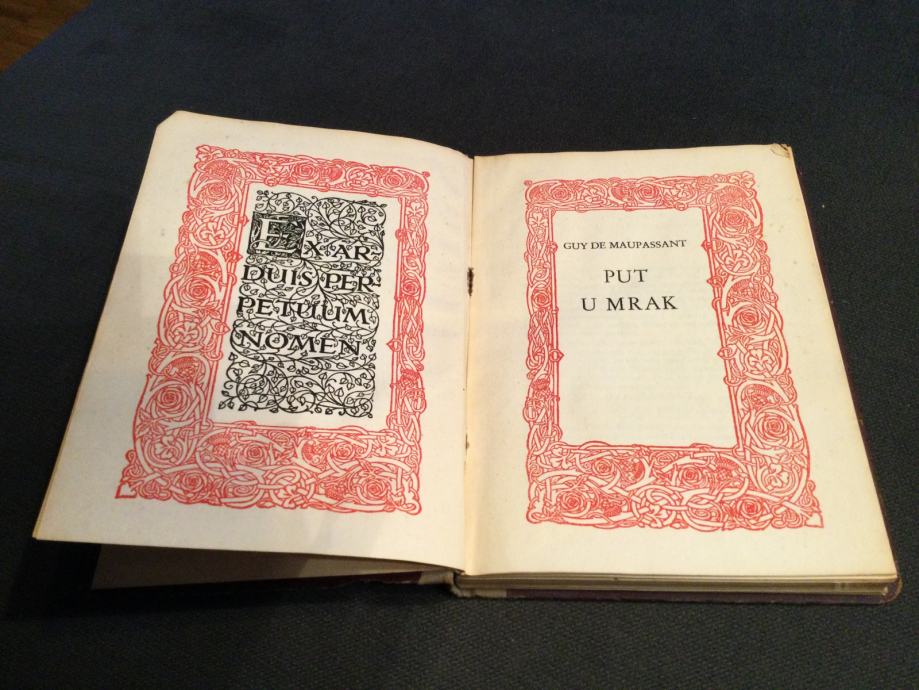 EX AR
DUIS PER
PETUUM
NOMEN
GUY DE MAUPASSANT
PUT
U MRAK